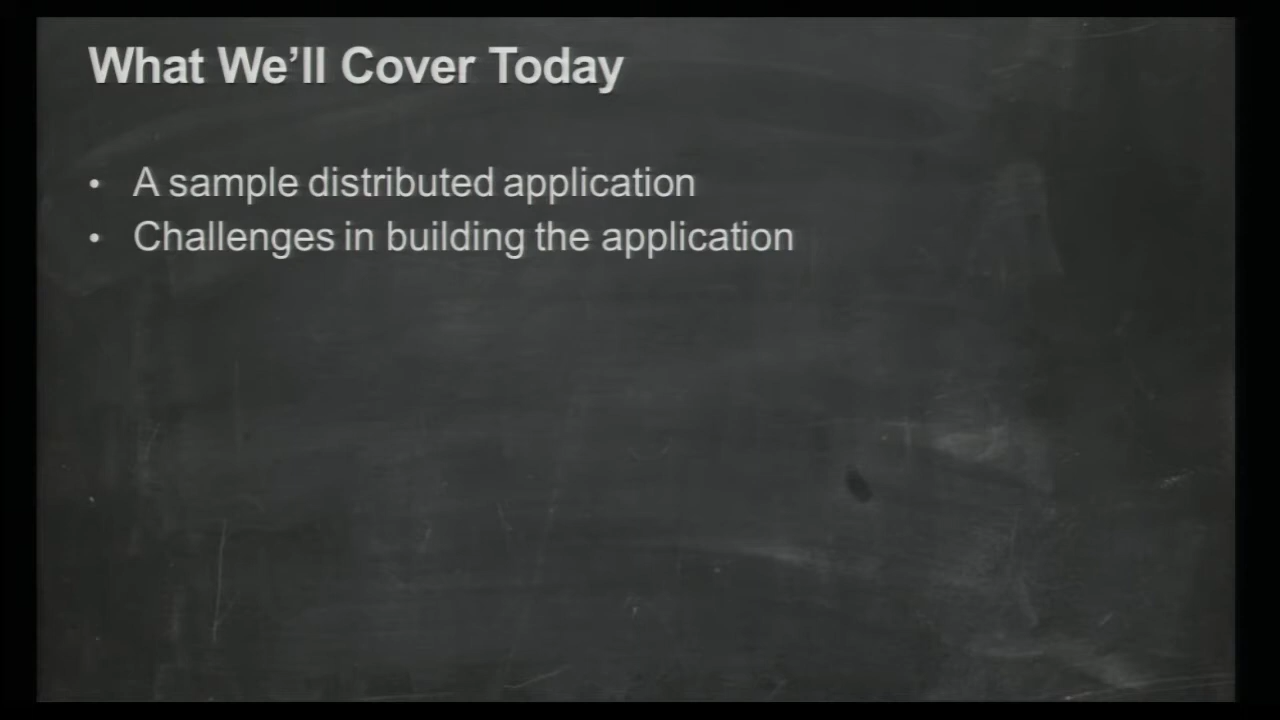 What We’ll Cover Today
• A sample distributed application
• Challenges in building the application